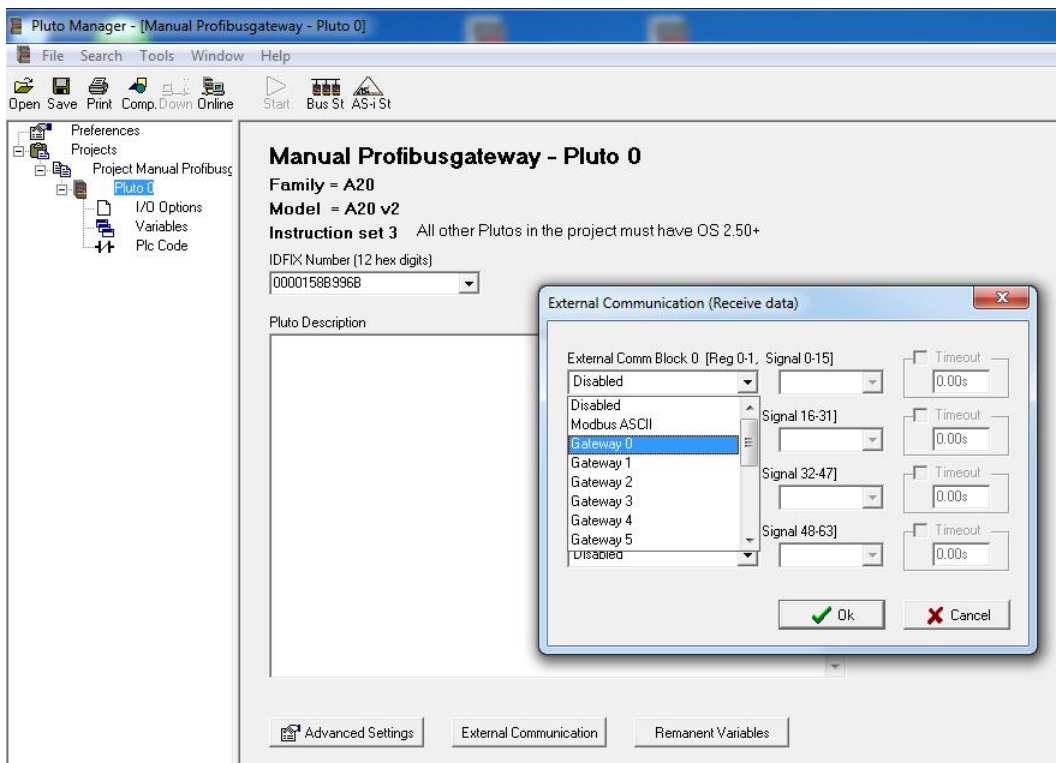 Pluto Manager - [Manual Profibusgateway - Pluto 0]
File Search Tools Window Help
Open Save Print Comp. Down Online Start Bus St AS-i St
Preferences
Projects
Project Manual Profibusg
Pluto 0
I/O Options
Variables
Plc Code
Manual Profibusgateway - Pluto 0
Family = A20
Model = A20 v2
Instruction set 3 All other Plutos in the project must have OS 2.50+
IDFIX Number (12 hex digits)
0000158B996B
Pluto Description
External Communication (Receive data)
External Comm Block 0 [Reg 0-1, Signal 0-15] Timeout
Disabled 0.00s
Disabled
Modbus ASCII
Gateway 0
Gateway 1
Gateway 2
Gateway 3
Gateway 4
Gateway 5
Signal 16-31] Timeout
0.00s
Signal 32-47] Timeout
0.00s
Signal 48-63] Timeout
Disabled 0.00s
Ok Cancel
Advanced Settings External Communication Remanent Variables